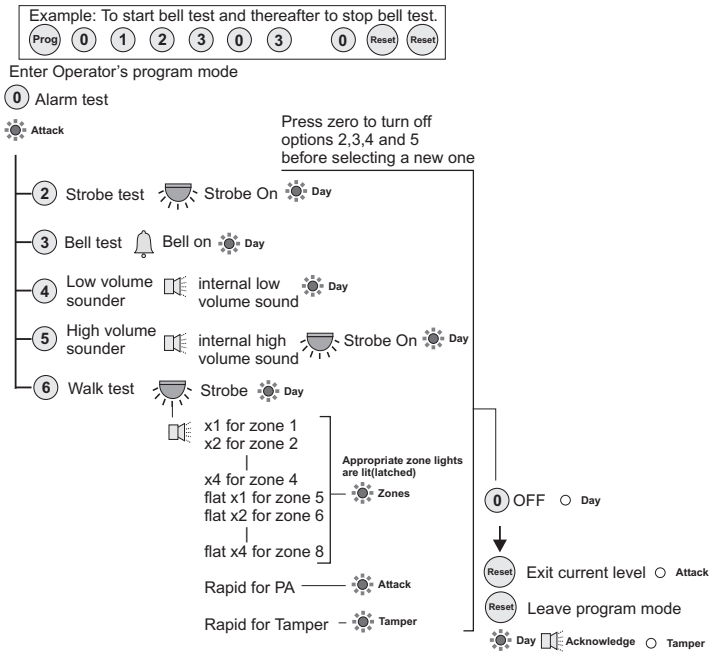 Example: To start bell test and thereafter to stop bell test.
Prog 0 1 2 3 0 3 0 Reset Reset
Enter Operator's program mode
0 Alarm test
Attack
Press zero to turn off
options 2,3,4 and 5
before selecting a new one
2 Strobe test Strobe On Day
3 Bell test Bell on Day
4 Low volume
sounder
internal low
volume sound
Day
5 High volume
sounder
internal high
volume sound
Strobe On Day
6 Walk test Strobe Day
x1 for zone 1
x2 for zone 2
x4 for zone 4
flat x1 for zone 5
flat x2 for zone 6
flat x4 for zone 8
Appropriate zone lights
are lit(latched)
Zones
Rapid for PA Attack
Rapid for Tamper Tamper
0 OFF Day
Reset Exit current level Attack
Reset Leave program mode
Day Acknowledge Tamper